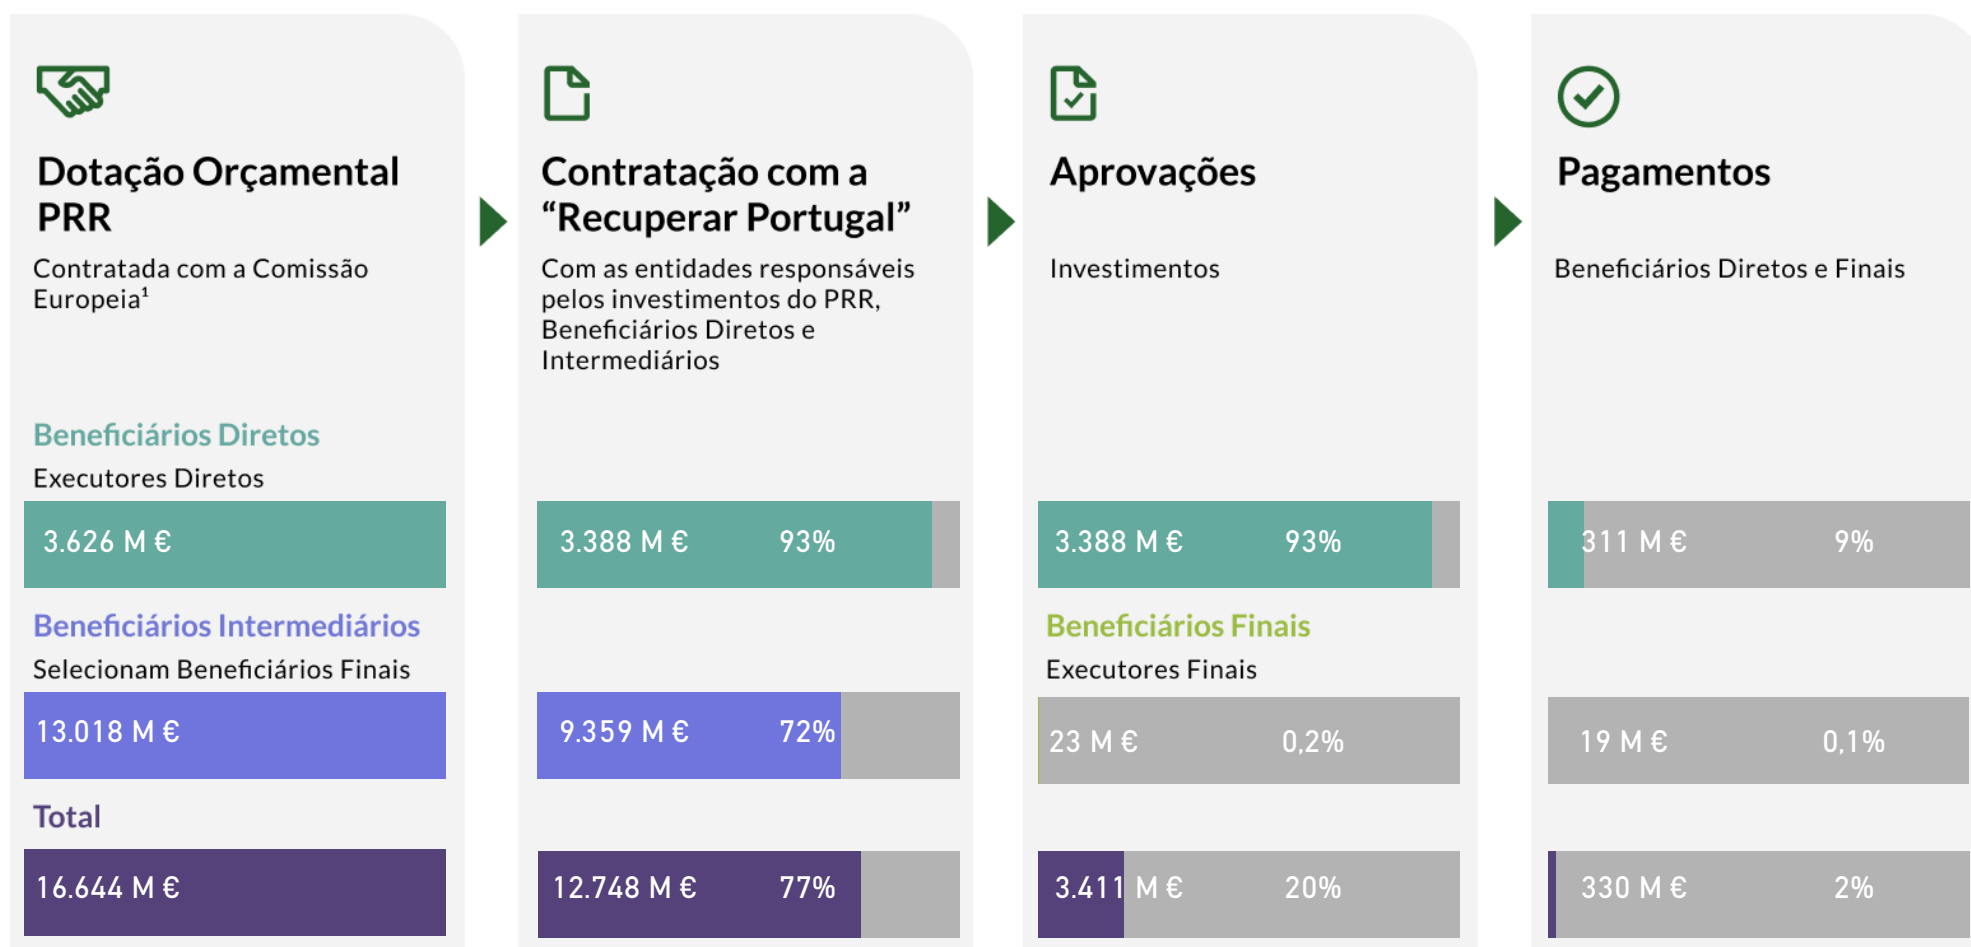 Dotação Orçamental
PRR
Contratada com a Comissão
Europeia¹
Contratação com a
“Recuperar Portugal”
Com as entidades responsáveis
pelos investimentos do PRR,
Beneficiários Diretos e
Intermediários
Aprovações
Investimentos
Pagamentos
Beneficiários Diretos e Finais
Beneficiários Diretos
Executores Diretos
3.626 M €
3.388 M € 93%
3.388 M € 93%
311 M € 9%
Beneficiários Intermediários
Selecionam Beneficiários Finais
Beneficiários Finais
Executores Finais
13.018 M €
9.359 M € 72%
23 M € 0,2%
19 M € 0,1%
Total
16.644 M €
12.748 M € 77%
3.411 M € 20%
330 M € 2%